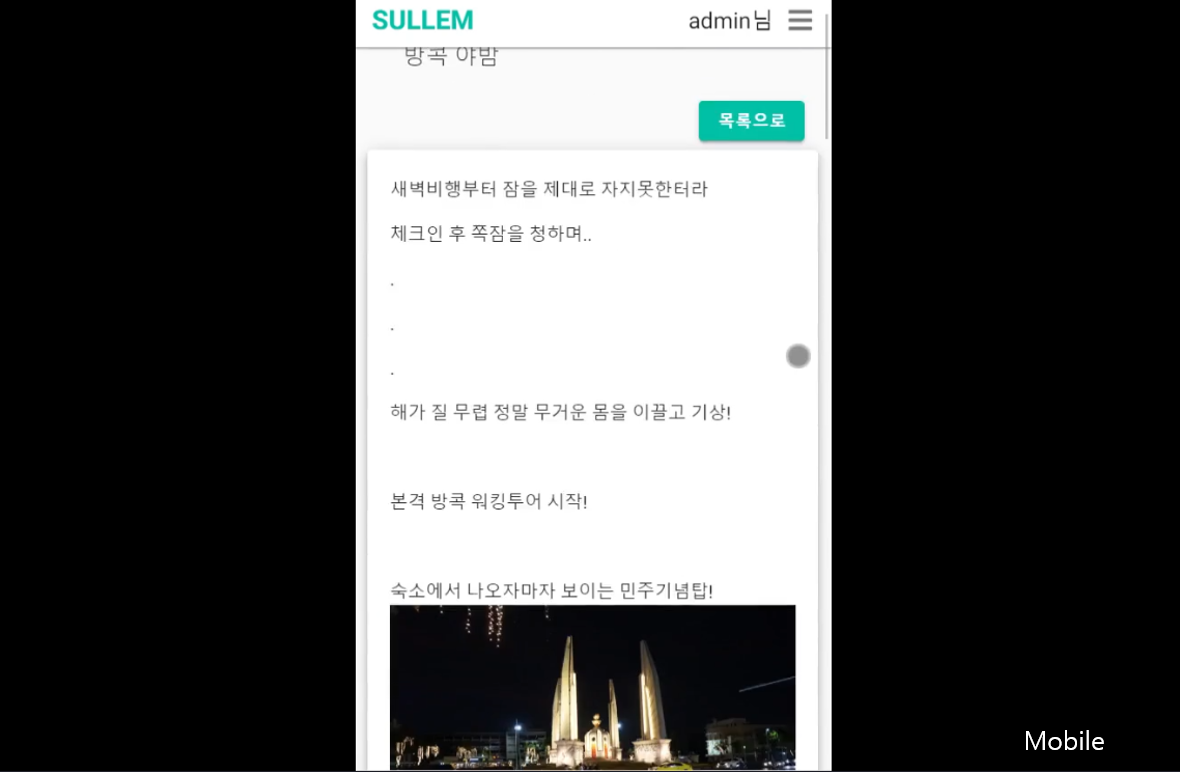 SULLEM
admin님
방콕 야밤
목록으로
새벽비행부터 잠을 제대로 자지못한터라
체크인 후 쪽잠을 청하며..
.
.
.
해가 질 무렵 정말 무거운 몸을 이끌고 기상!
본격 방콕 워킹투어 시작!
숙소에서 나오자마자 보이는 민주기념탑!
Mobile